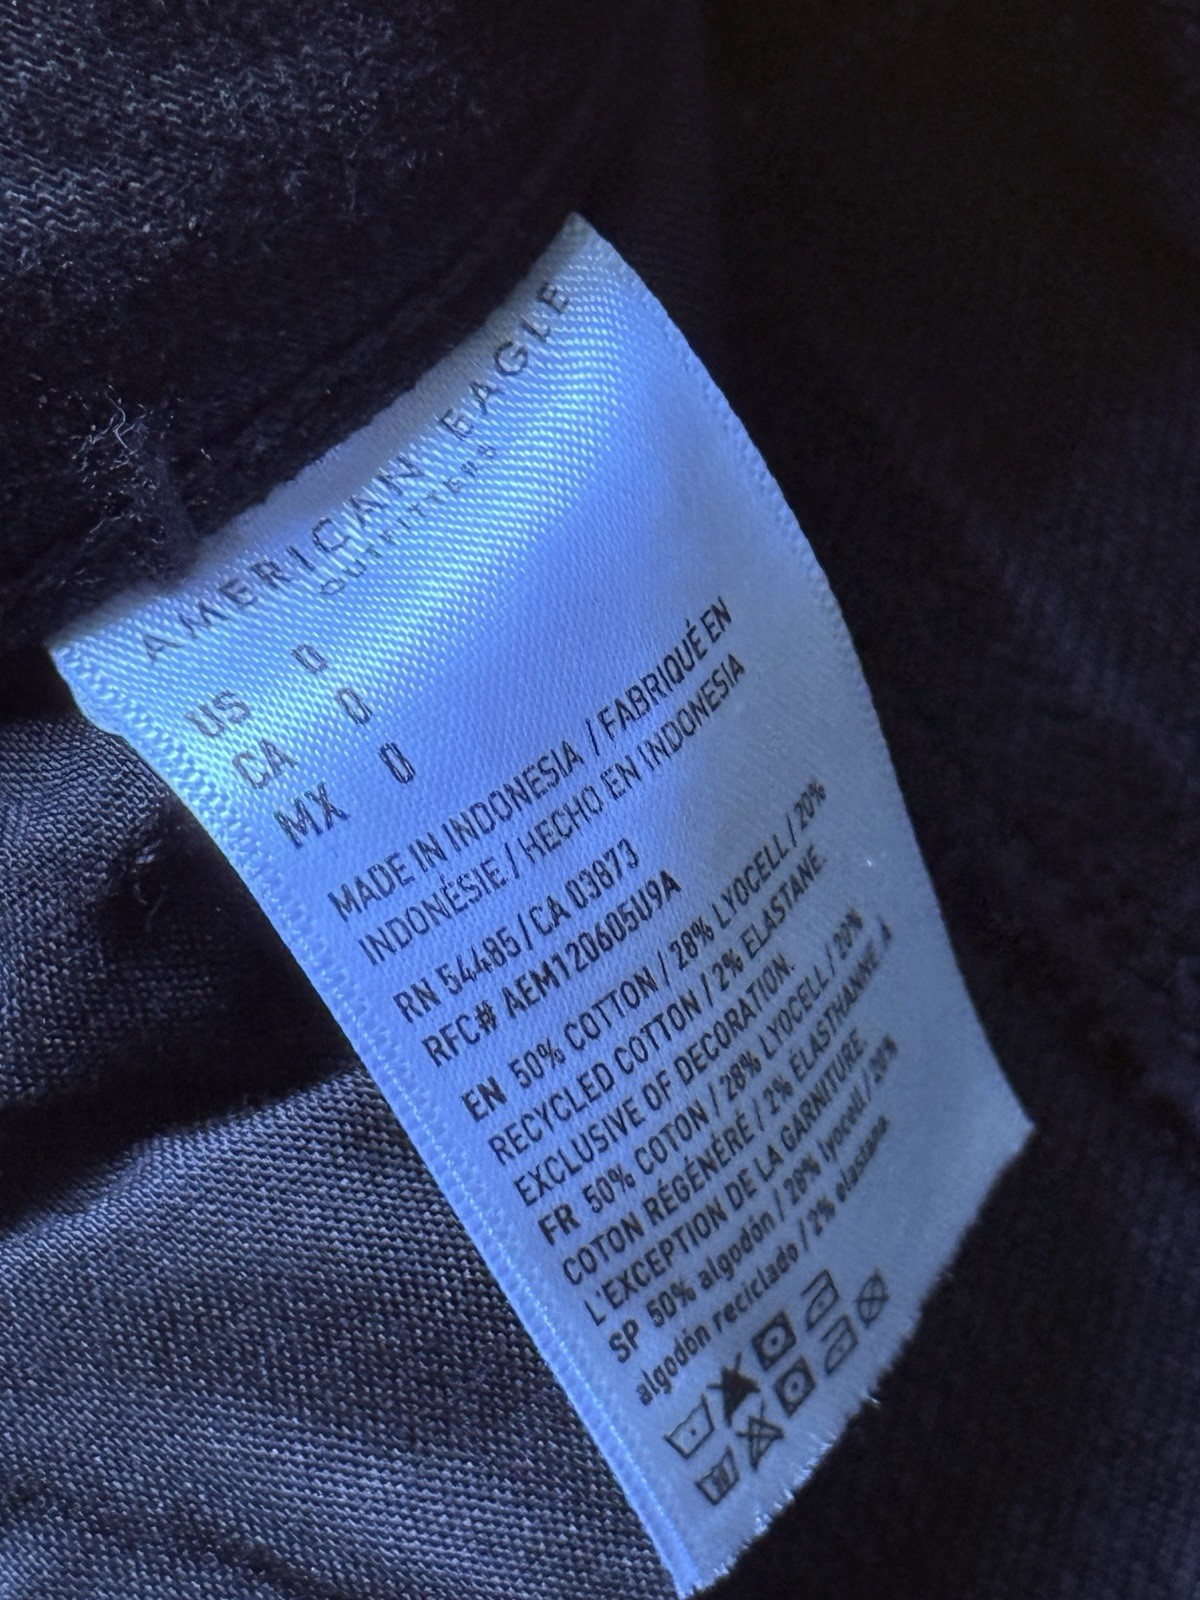 AMERICAN EAGLE
OUTFITTERS
US 0
CA 0
MX 0
MADE IN INDONESIA / FABRIQUÉ EN
INDONÉSIE / HECHO EN INDONESIA
RN 54485 / CA 03873
RFC# AEM120605U9A
EN 50% COTTON / 28% LYOCELL / 20%
RECYCLED COTTON / 2% ELASTANE
EXCLUSIVE OF DECORATION.
FR 50% COTON / 28% LYOCELL / 20%
COTON RÉGÉNÉRÉ / 2% ÉLASTHANNE À
L'EXCEPTION DE LA GARNITURE.
SP 50% algodón / 28% lyocell / 20%
algodón reciclado / 2% elastano